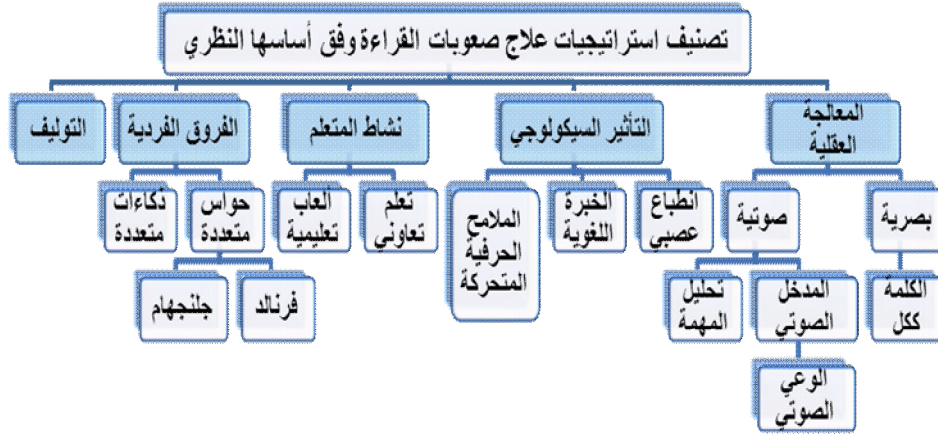 تصنيف استراتيجيات علاج صعوبات القراءة وفق أساسها النظري
المعالجة
العقلية
التأثير السيكولوجي
نشاط المتعلم
الفروق الفردية
التوليف
بصرية
صوتية
انطباع
عصبي
الخبرة
اللغوية
الملامح
الحرفية
المتحركة
تعلم
تعاوني
ألعاب
تعليمية
حواس
متعددة
ذكاءات
متعددة
الكلمة
ككل
المدخل
الصوتي
تحليل
المهمة
فرنالد
جلنجهام
الوعي
الصوتي